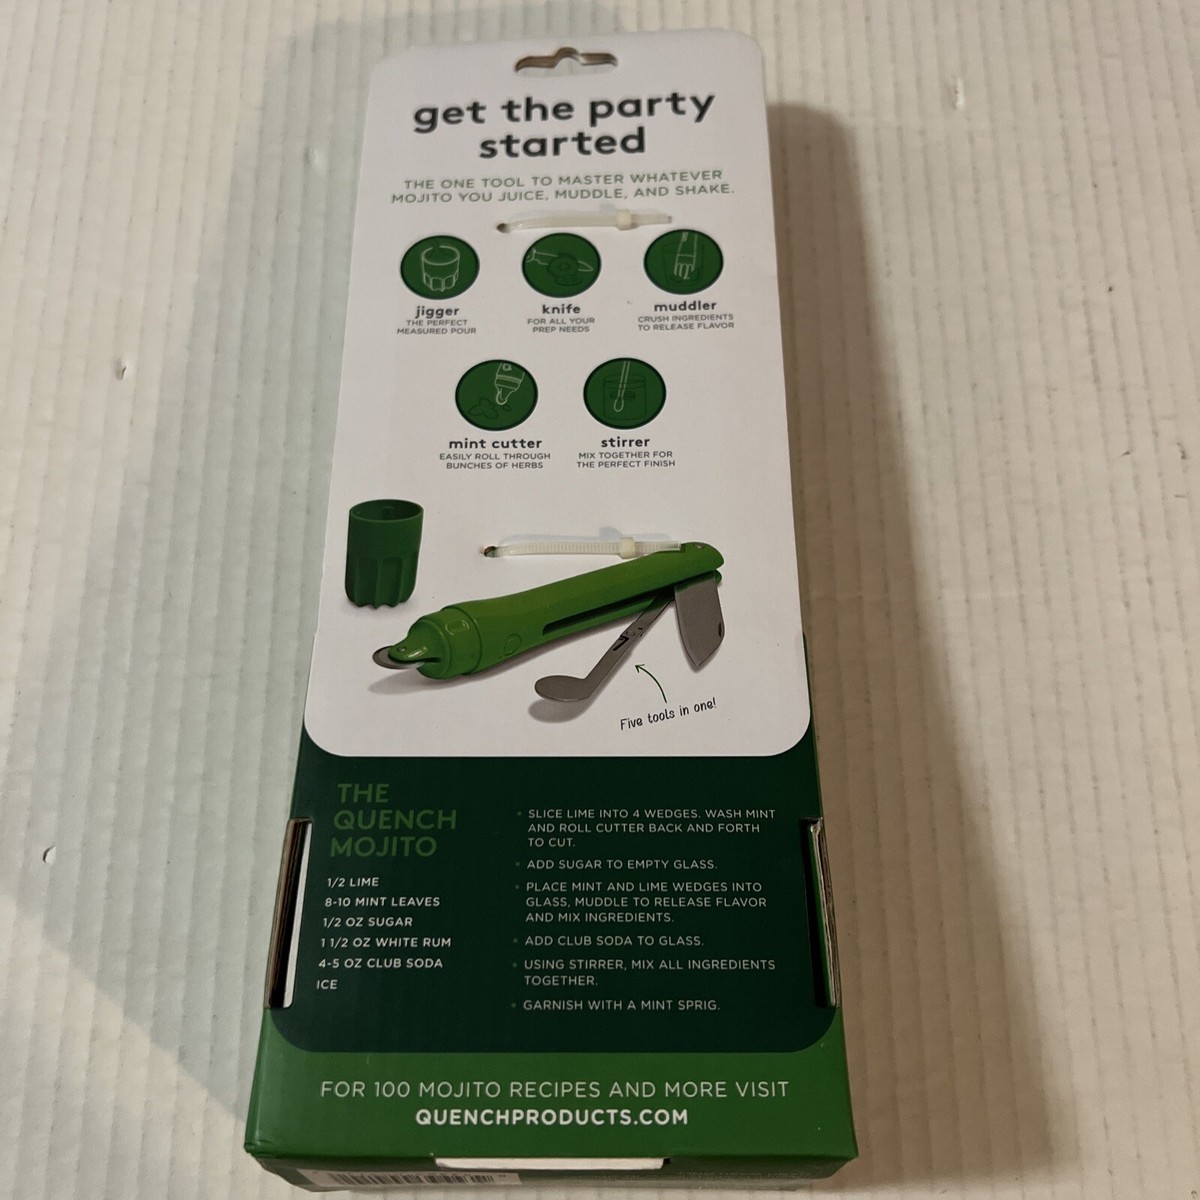 get the party
started
THE ONE TOOL TO MASTER WHATEVER
MOJITO YOU JUICE, MUDDLE, AND SHAKE.
jigger
THE PERFECT
MEASURED POUR
knife
FOR ALL YOUR
PREP NEEDS
muddler
CRUSH INGREDIENTS
TO RELEASE FLAVOR
mint cutter
EASILY ROLL THROUGH
BUNCHES OF HERBS
stirrer
MIX TOGETHER FOR
THE PERFECT FINISH
Five tools in one!
THE
QUENCH
MOJITO
1/2 LIME
8-10 MINT LEAVES
1/2 OZ SUGAR
1 1/2 OZ WHITE RUM
4-5 OZ CLUB SODA
ICE
• SLICE LIME INTO 4 WEDGES. WASH MINT
AND ROLL CUTTER BACK AND FORTH
TO CUT.
• ADD SUGAR TO EMPTY GLASS.
• PLACE MINT AND LIME WEDGES INTO
GLASS, MUDDLE TO RELEASE FLAVOR
AND MIX INGREDIENTS.
• ADD CLUB SODA TO GLASS.
• USING STIRRER, MIX ALL INGREDIENTS
TOGETHER.
• GARNISH WITH A MINT SPRIG.
FOR 100 MOJITO RECIPES AND MORE VISIT
QUENCHPRODUCTS.COM